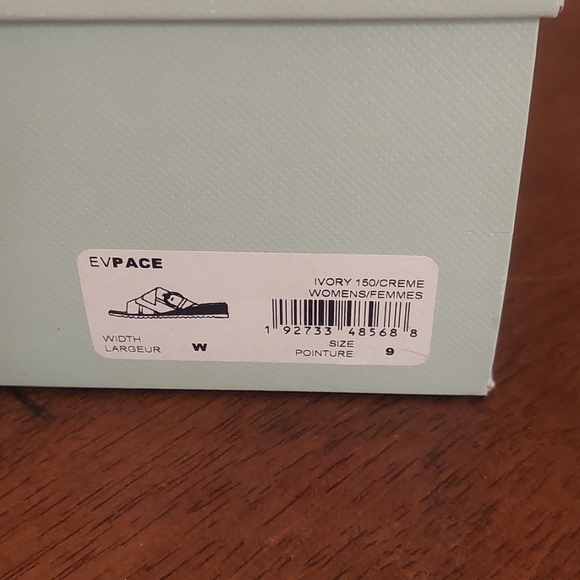 EVPACE
IVORY 150/CREME
WOMENS/FEMMES
1 92733 48568 8
WIDTH
LARGEUR W
SIZE
POINTURE 9